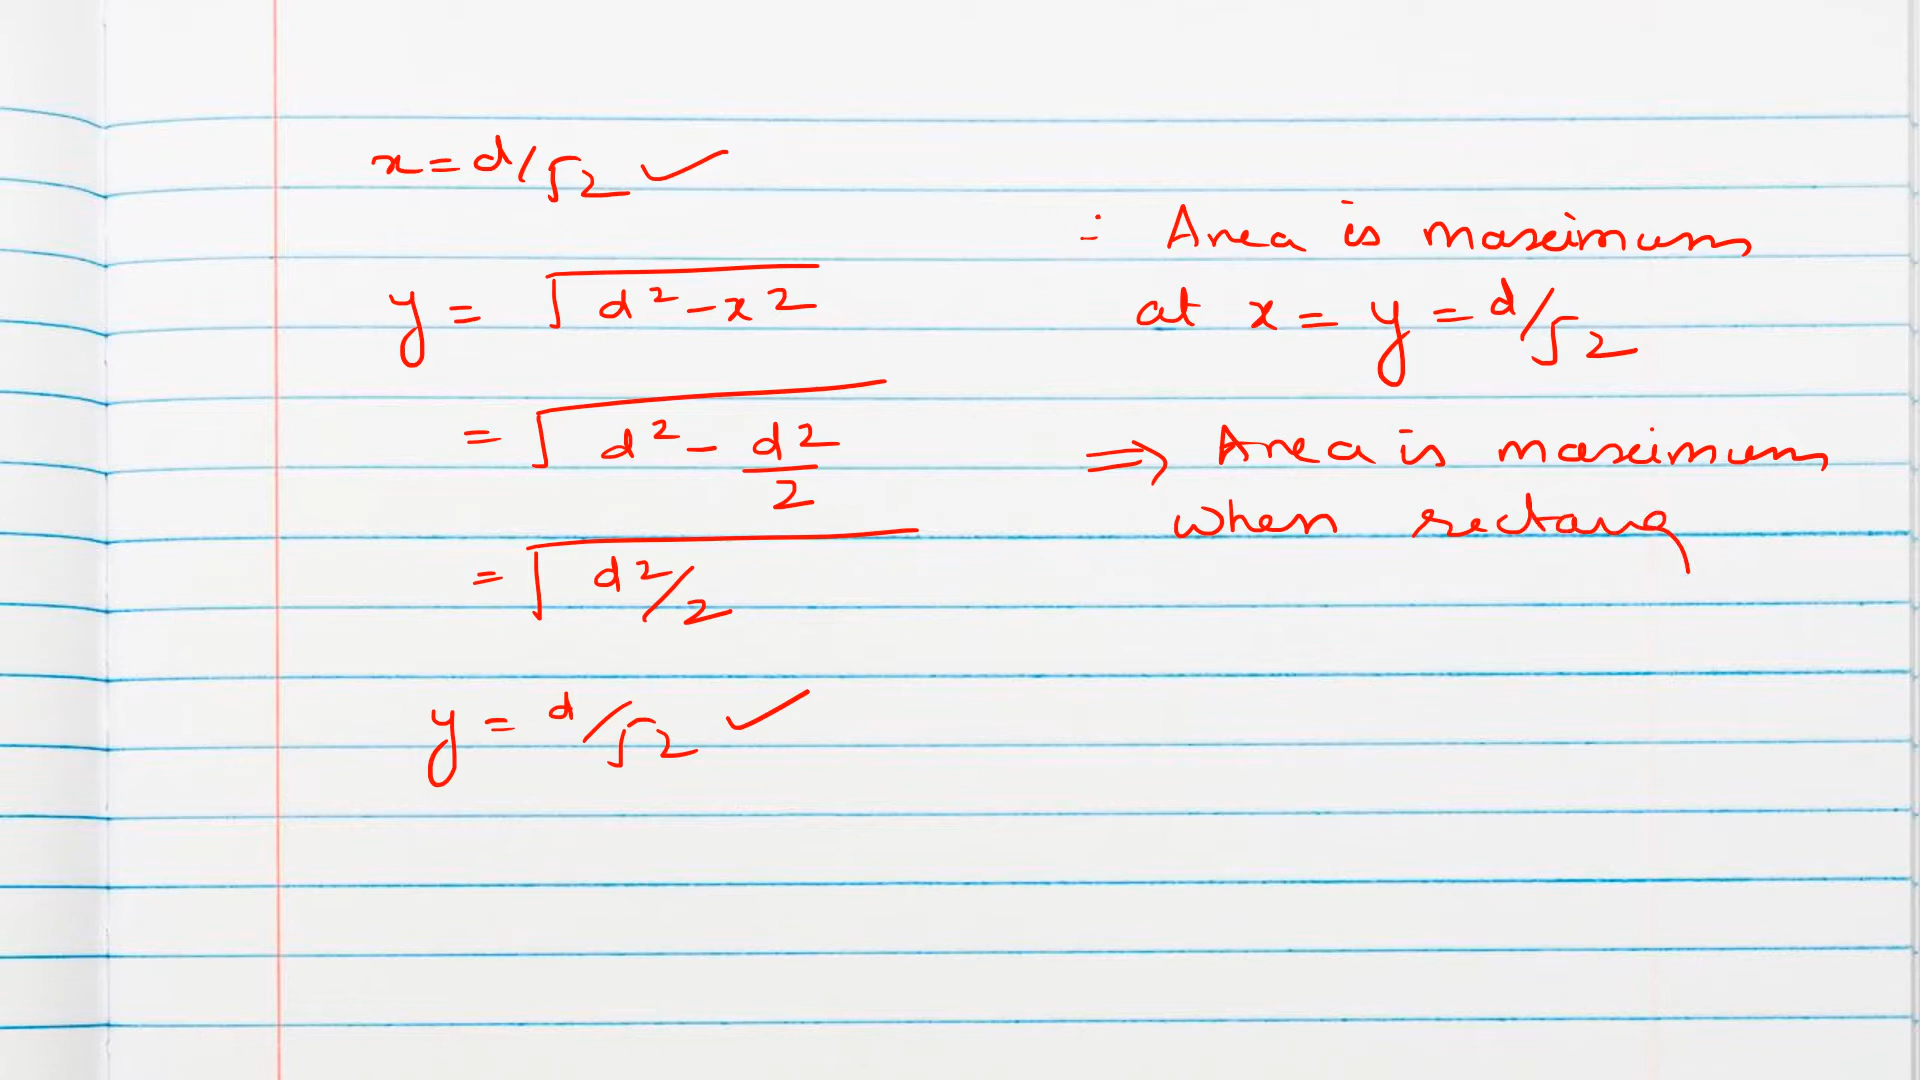 x = d/√2 ✓
y = √(d² - x²)
= √(d² - d²/2)
= √(d²/2)
y = d/√2 ✓
∴ Area is maximum
at x = y = d/√2
⇒ Area is maximum
when rectang